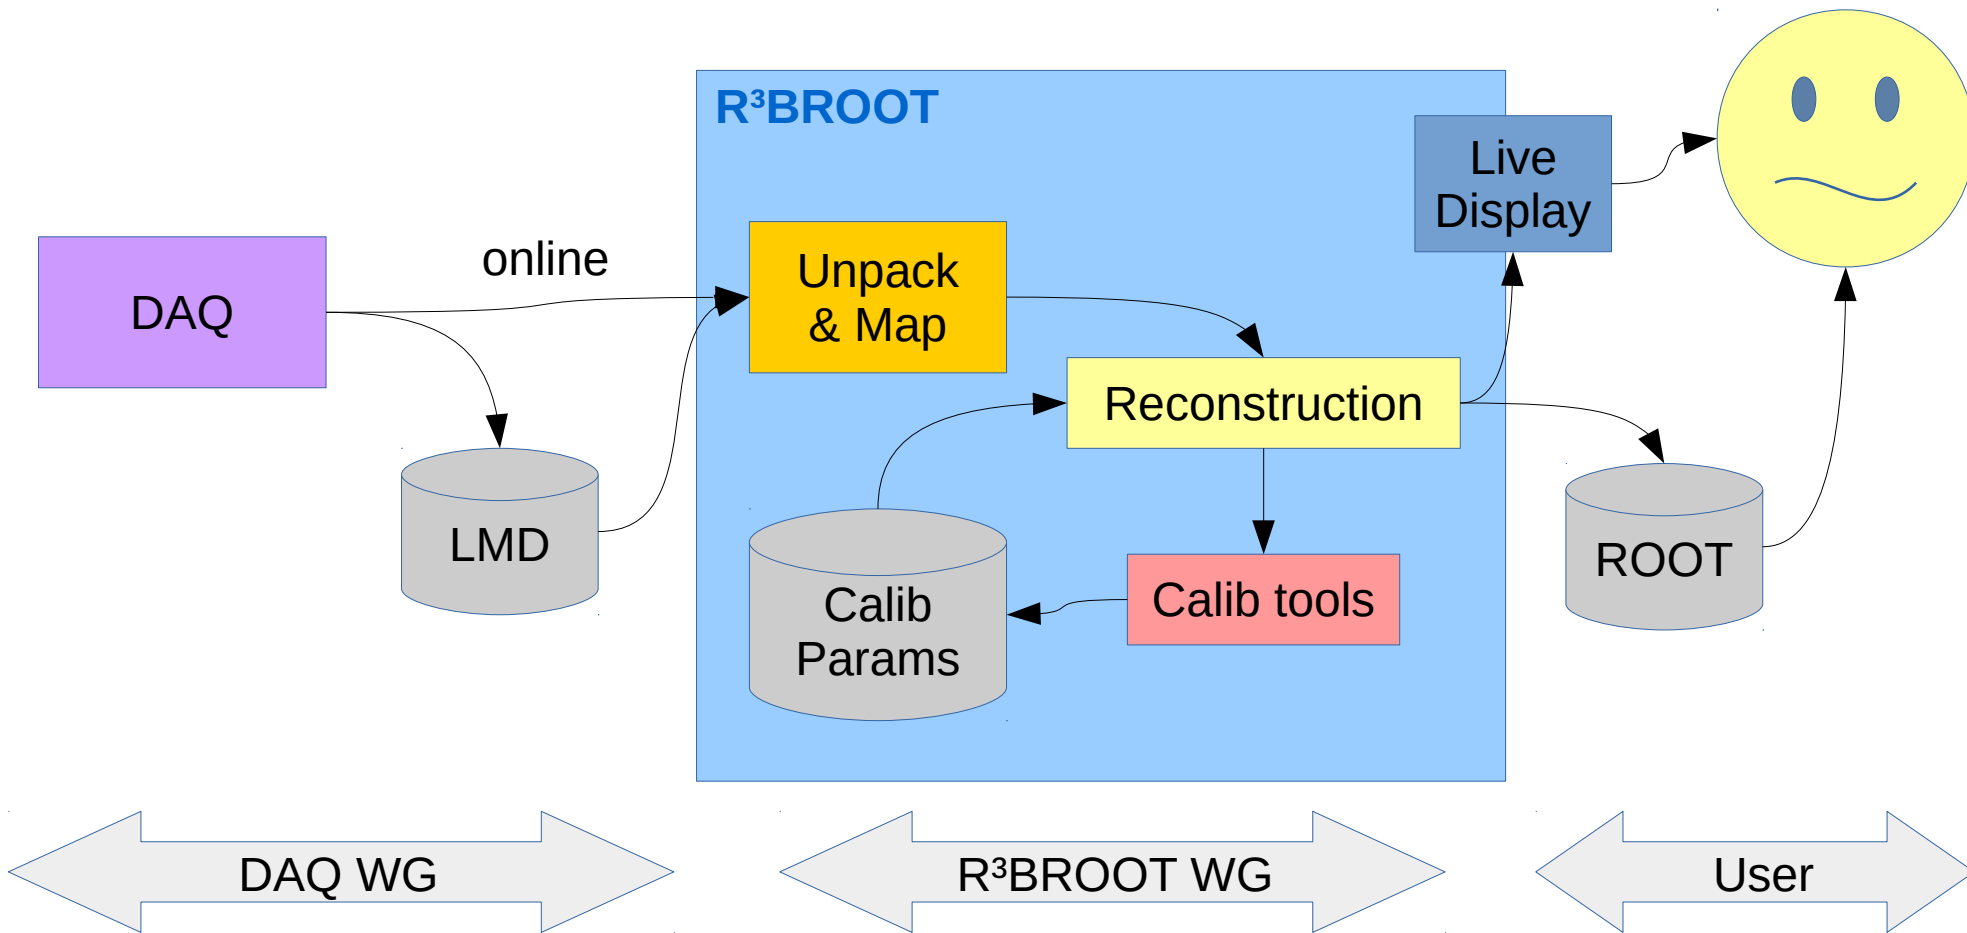 R³BROOT
Live
Display
online
DAQ
Unpack
& Map
Reconstruction
LMD
Calib
Params
Calib tools
ROOT
DAQ WG
R³BROOT WG
User